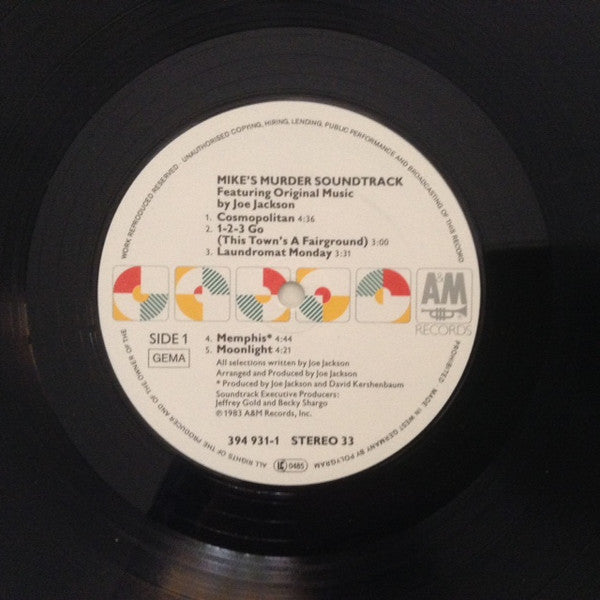 WORK REPRODUCED RESERVED · UNAUTHORISED COPYING, HIRING, LENDING, PUBLIC PERFORMANCE AND BROADCASTING OF THIS RECORD PROHIBITED · MADE IN WEST GERMANY BY POLYGRAM · ALL RIGHTS OF THE PRODUCER AND OF THE OWNER OF THE
MIKE'S MURDER SOUNDTRACK
Featuring Original Music
by Joe Jackson
1. Cosmopolitan 4:36
2. 1-2-3 Go
(This Town's A Fairground) 3:00
3. Laundromat Monday 3:31
A&M
RECORDS
SIDE 1
GEMA
4. Memphis* 4:44
5. Moonlight 4:21
All selections written by Joe Jackson
Arranged and Produced by Joe Jackson
* Produced by Joe Jackson and David Kershenbaum
Soundtrack Executive Producers:
Jeffrey Gold and Becky Shargo
℗ 1983 A&M Records, Inc.
394 931-1 STEREO 33
LC 0485